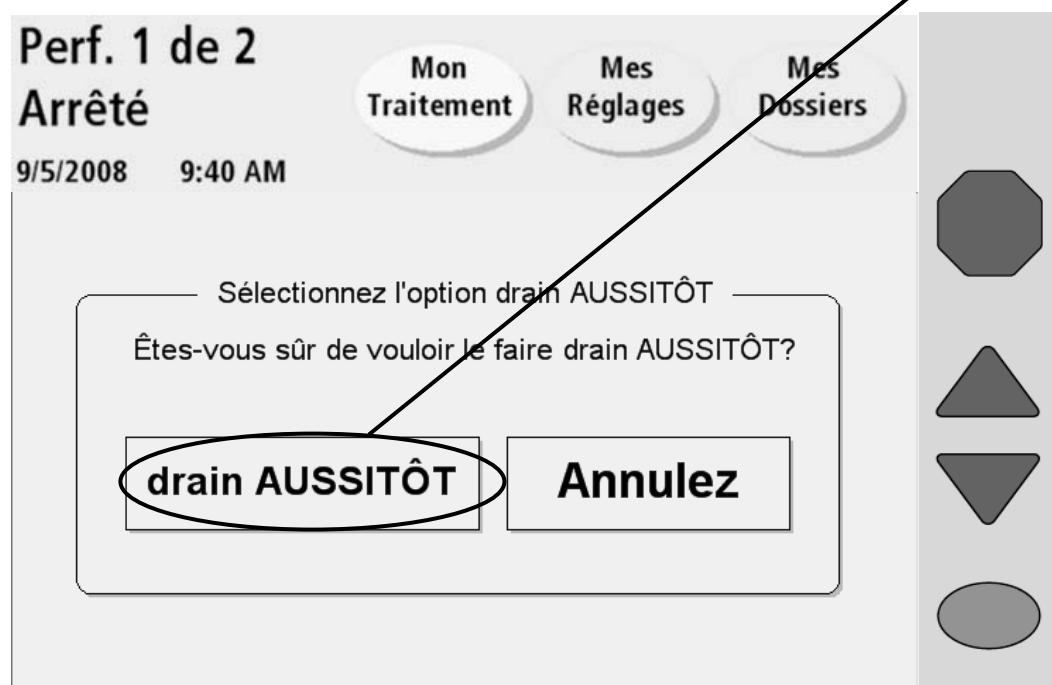 Perf. 1 de 2
Arrêté
9/5/2008 9:40 AM
Mon
Traitement
Mes
Réglages
Mes
Dossiers
Sélectionnez l'option drain AUSSITÔT
Êtes-vous sûr de vouloir le faire drain AUSSITÔT?
drain AUSSITÔT
Annulez